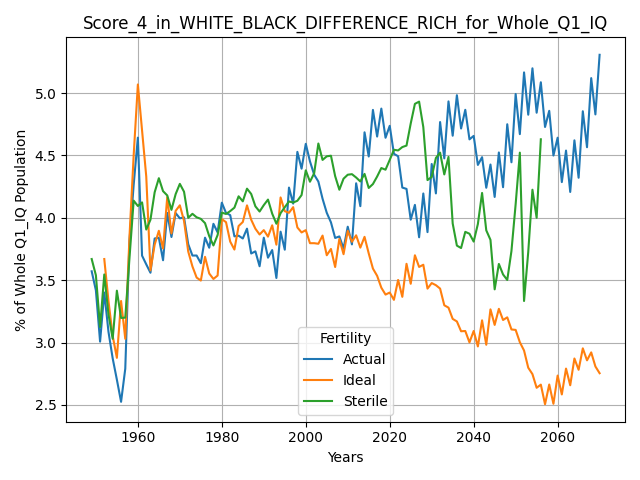 Score_4_in_WHITE_BLACK_DIFFERENCE_RICH_for_Whole_Q1_IQ
% of Whole Q1_IQ Population
5.0
4.5
4.0
3.5
3.0
2.5
Fertility
Actual
Ideal
Sterile
1960 1980 2000 2020 2040 2060
Years